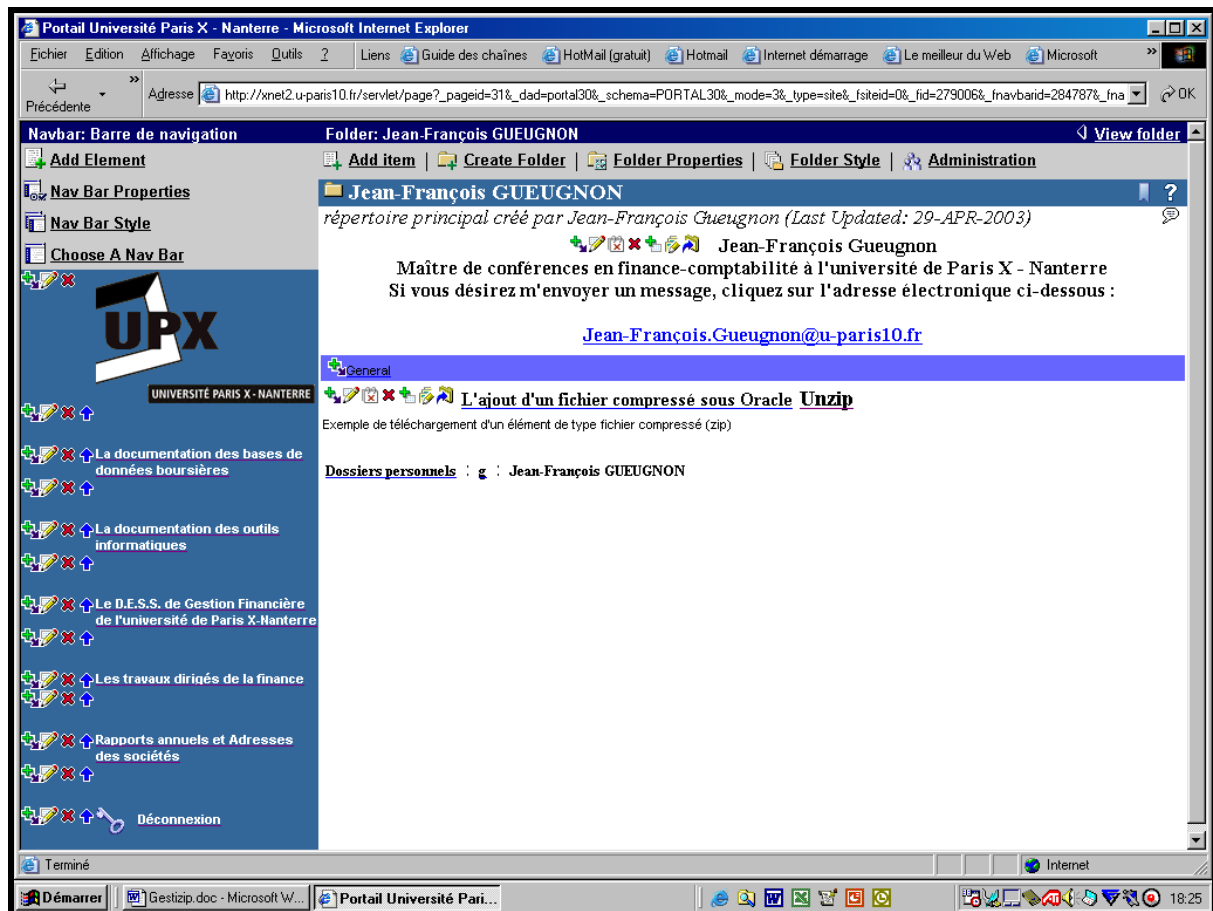 Portail Université Paris X - Nanterre - Microsoft Internet Explorer
Fichier Edition Affichage Favoris Outils ? Liens Guide des chaînes HotMail (gratuit) Hotmail Internet démarrage Le meilleur du Web Microsoft »
Précédente » Adresse http://xnet2.u-paris10.fr/servlet/page?_pageid=31&_dad=portal30&_schema=PORTAL30&_mode=3&_type=site&_fsiteid=0&_fid=279006&_fnavbarid=284787&_fna OK
Navbar: Barre de navigation
Add Element
Nav Bar Properties
Nav Bar Style
Choose A Nav Bar
UPX
UNIVERSITÉ PARIS X - NANTERRE
La documentation des bases de
données boursières
La documentation des outils
informatiques
Le D.E.S.S. de Gestion Financière
de l'université de Paris X-Nanterre
Les travaux dirigés de la finance
Rapports annuels et Adresses
des sociétés
Déconnexion
Folder: Jean-François GUEUGNON View folder
Add item | Create Folder | Folder Properties | Folder Style | Administration
Jean-François GUEUGNON ?
répertoire principal créé par Jean-François Gueugnon (Last Updated: 29-APR-2003)
Jean-François Gueugnon
Maître de conférences en finance-comptabilité à l'université de Paris X - Nanterre
Si vous désirez m'envoyer un message, cliquez sur l'adresse électronique ci-dessous :
Jean-François.Gueugnon@u-paris10.fr
General
L'ajout d'un fichier compressé sous Oracle Unzip
Exemple de téléchargement d'un élément de type fichier compressé (zip)
Dossiers personnels : g : Jean-François GUEUGNON
Terminé Internet
Démarrer Gestizip.doc - Microsoft W... Portail Université Pari... 18:25